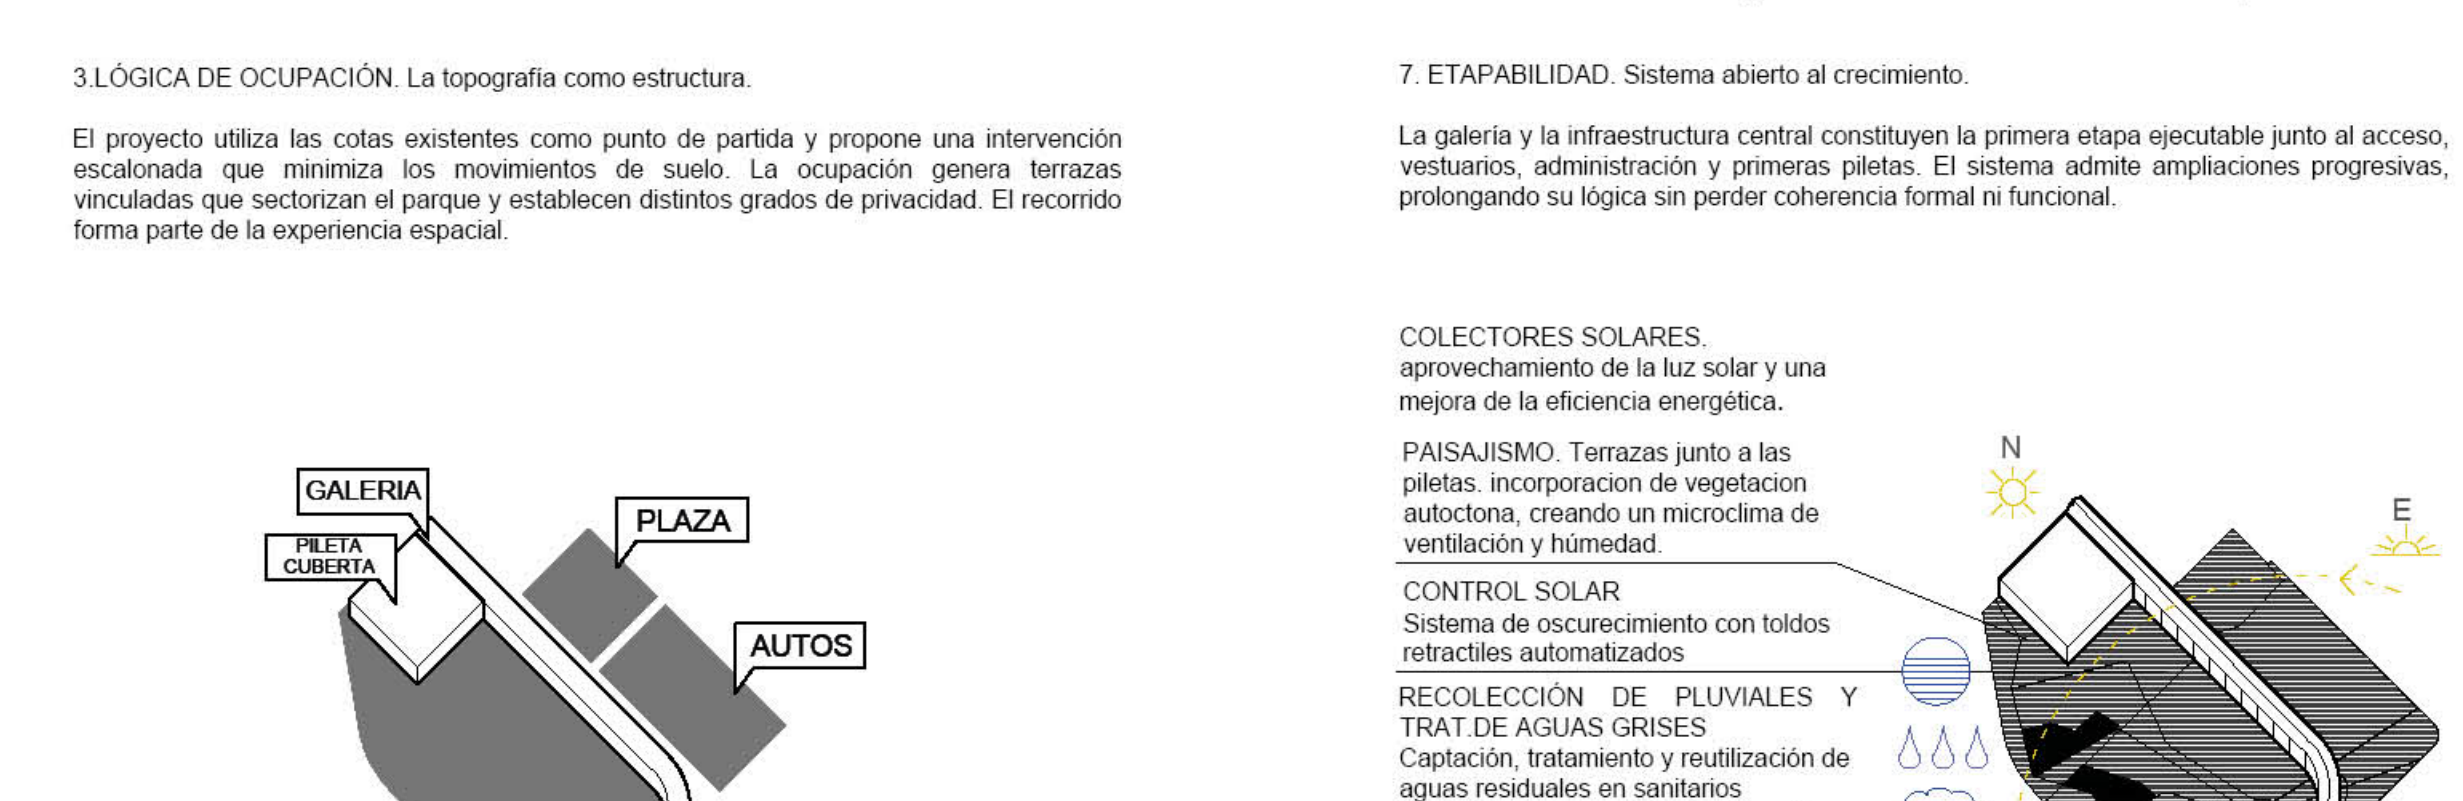 3.LÓGICA DE OCUPACIÓN. La topografía como estructura.
El proyecto utiliza las cotas existentes como punto de partida y propone una intervención
escalonada que minimiza los movimientos de suelo. La ocupación genera terrazas
vinculadas que sectorizan el parque y establecen distintos grados de privacidad. El recorrido
forma parte de la experiencia espacial.
GALERIA
PLAZA
PILETA
CUBERTA
AUTOS
7. ETAPABILIDAD. Sistema abierto al crecimiento.
La galería y la infraestructura central constituyen la primera etapa ejecutable junto al acceso,
vestuarios, administración y primeras piletas. El sistema admite ampliaciones progresivas,
prolongando su lógica sin perder coherencia formal ni funcional.
COLECTORES SOLARES.
aprovechamiento de la luz solar y una
mejora de la eficiencia energética.
PAISAJISMO. Terrazas junto a las
piletas. incorporacion de vegetacion
autoctona, creando un microclima de
ventilación y húmedad.
CONTROL SOLAR
Sistema de oscurecimiento con toldos
retractiles automatizados
RECOLECCIÓN DE PLUVIALES Y
TRAT.DE AGUAS GRISES
Captación, tratamiento y reutilización de
aguas residuales en sanitarios
N
E